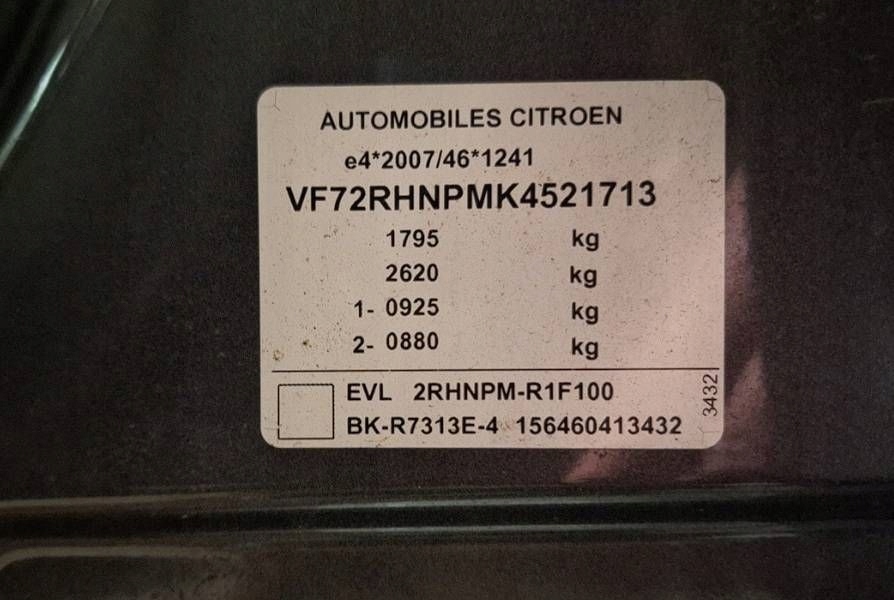 AUTOMOBILES CITROEN
e4*2007/46*1241
VF72RHNPMK4521713
1795 kg
2620 kg
1- 0925 kg
2- 0880 kg
EVL 2RHNPM-R1F100
BK-R7313E-4 156460413432
3432